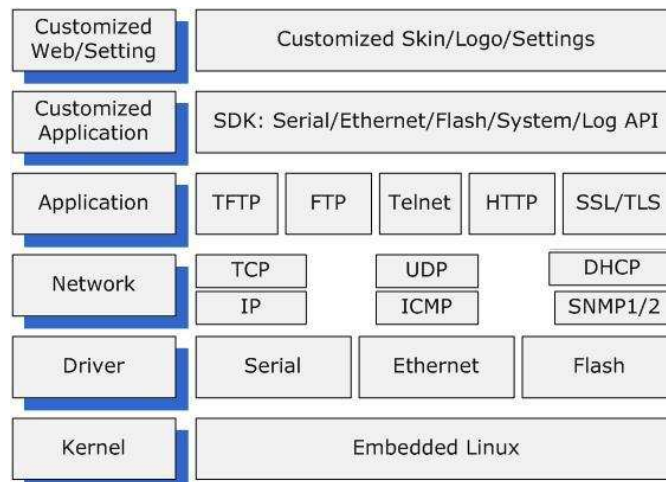 Customized
Web/Setting
Customized Skin/Logo/Settings
Customized
Application
SDK: Serial/Ethernet/Flash/System/Log API
Application
TFTP
FTP
Telnet
HTTP
SSL/TLS
Network
TCP
UDP
DHCP
IP
ICMP
SNMP1/2
Driver
Serial
Ethernet
Flash
Kernel
Embedded Linux